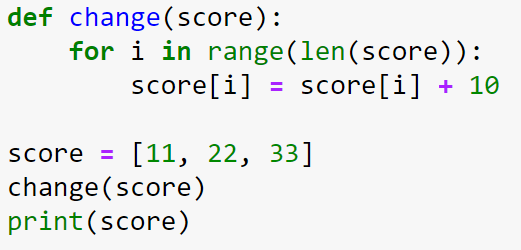 def change(score):
    for i in range(len(score)):
        score[i] = score[i] + 10

score = [11, 22, 33]
change(score)
print(score)